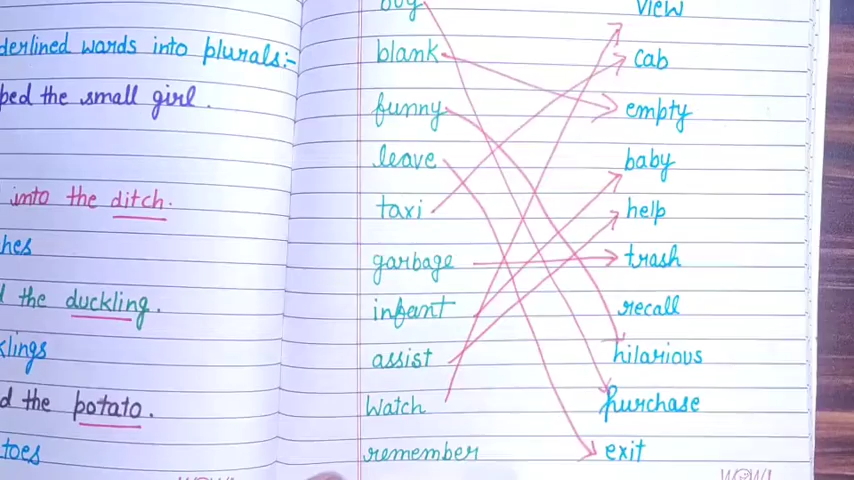 derlined words into plurals:-
ped the small girl.
into the ditch.
hes
the duckling.
klings
d the potato.
toes
buy
blank
funny
leave
taxi
garbage
infant
assist
Watch
remember
view
cab
empty
baby
help
trash
recall
hilarious
purchase
exit